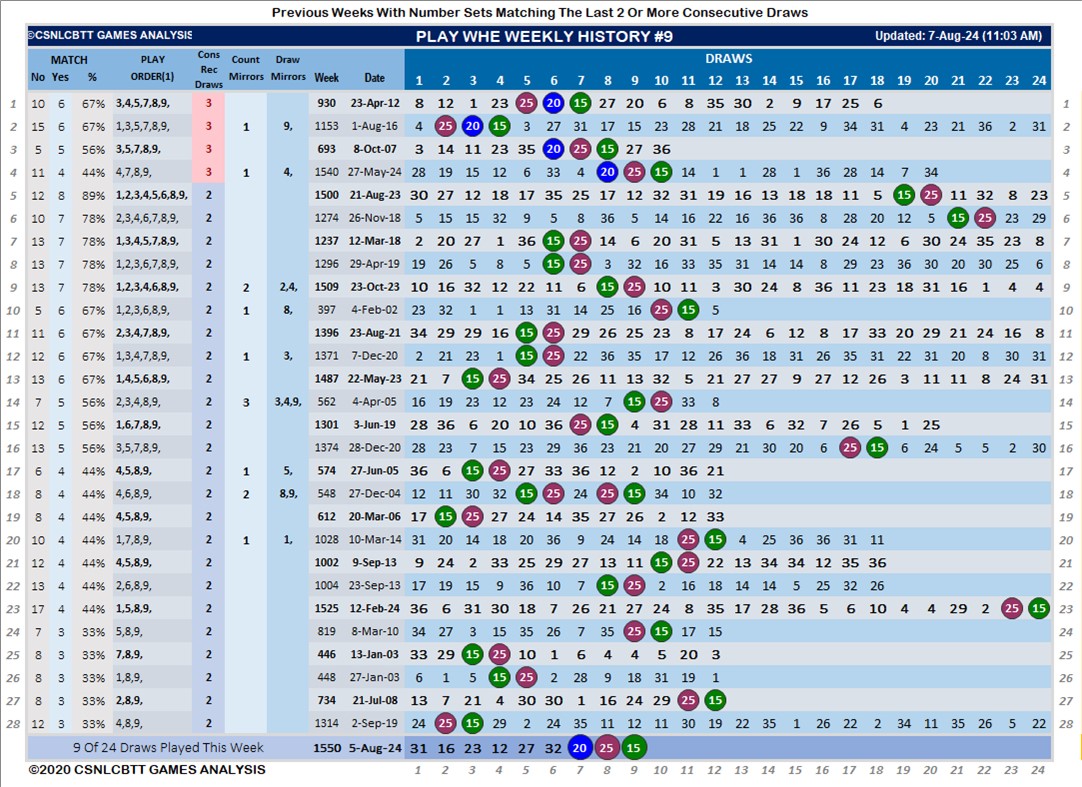 Previous Weeks With Number Sets Matching The Last 2 Or More Consecutive Draws
©CSNLCBTT GAMES ANALYSIS PLAY WHE WEEKLY HISTORY #9 Updated: 7-Aug-24 (11:03 AM)
MATCH PLAY Cons Count Draw DRAWS
No Yes % ORDER(1) Rec Draws Mirrors Mirrors Week Date 1 2 3 4 5 6 7 8 9 10 11 12 13 14 15 16 17 18 19 20 21 22 23 24
1 10 6 67% 3,4,5,7,8,9, 3 930 23-Apr-12 8 12 1 23 25 20 15 27 20 6 8 35 30 2 9 17 25 6 1
2 15 6 67% 1,3,5,7,8,9, 3 1 9, 1153 1-Aug-16 4 25 20 15 3 27 31 17 15 23 28 21 18 25 22 9 34 31 4 23 21 36 2 31 2
3 5 5 56% 3,5,7,8,9, 3 693 8-Oct-07 3 14 11 23 35 20 25 15 27 36 3
4 11 4 44% 4,7,8,9, 3 1 4, 1540 27-May-24 28 19 15 12 6 33 4 20 25 15 14 1 1 28 1 36 28 14 7 34 4
5 12 8 89% 1,2,3,4,5,6,8,9, 2 1500 21-Aug-23 30 27 12 18 17 35 25 17 12 32 31 19 16 13 18 18 11 5 15 25 11 32 8 23 5
6 10 7 78% 2,3,4,6,7,8,9, 2 1274 26-Nov-18 5 15 15 32 9 5 8 36 5 14 16 22 16 36 36 8 28 20 12 5 15 25 23 29 6
7 13 7 78% 1,3,4,5,7,8,9, 2 1237 12-Mar-18 2 20 27 1 36 15 25 14 6 20 31 5 13 31 1 30 24 12 6 30 24 35 23 8 7
8 13 7 78% 1,2,3,6,7,8,9, 2 1296 29-Apr-19 19 26 5 8 5 15 25 3 32 16 33 35 31 14 14 8 29 23 36 30 20 30 25 6 8
9 13 7 78% 1,2,3,4,6,8,9, 2 2 2,4, 1509 23-Oct-23 10 16 32 12 22 11 6 15 25 10 11 3 30 24 8 36 11 23 18 31 16 1 4 4 9
10 5 6 67% 1,2,3,6,8,9, 2 1 8, 397 4-Feb-02 23 32 1 1 13 31 14 25 16 25 15 5 10
11 11 6 67% 2,3,4,7,8,9, 2 1396 23-Aug-21 34 29 29 16 15 25 29 26 25 23 8 17 24 6 12 8 17 33 20 29 21 24 16 8 11
12 12 6 67% 1,3,4,7,8,9, 2 1 3, 1371 7-Dec-20 2 21 23 1 15 25 22 36 35 17 12 26 36 18 31 26 35 31 22 31 20 8 30 31 12
13 13 6 67% 1,4,5,6,8,9, 2 1487 22-May-23 21 7 15 25 34 25 26 11 13 32 5 21 27 27 9 13 27 12 26 3 11 11 8 24 31 13
14 7 5 56% 2,3,4,8,9, 2 3 3,4,9, 562 4-Apr-05 16 19 23 12 23 24 12 7 15 25 33 8 14
15 12 5 56% 1,6,7,8,9, 2 1301 3-Jun-19 28 36 6 20 10 36 25 15 4 31 28 11 33 6 32 7 26 5 1 25 15
16 13 5 56% 3,5,7,8,9, 2 1374 28-Dec-20 28 23 7 15 23 29 36 23 21 20 27 29 21 30 20 6 25 15 6 24 5 5 2 30 16
17 6 4 44% 4,5,8,9, 2 1 5, 574 27-Jun-05 36 6 15 25 27 33 36 12 2 10 36 21 17
18 8 4 44% 4,6,8,9, 2 2 8,9, 548 27-Dec-04 12 11 30 32 15 25 24 25 15 34 10 32 18
19 8 4 44% 4,5,8,9, 2 612 20-Mar-06 17 15 25 27 24 14 35 27 26 2 12 33 19
20 10 4 44% 1,7,8,9, 2 1 1, 1028 10-Mar-14 31 20 14 18 20 36 9 24 14 18 25 15 4 25 36 36 31 11 20
21 12 4 44% 4,5,8,9, 2 1002 9-Sep-13 9 24 2 33 25 29 27 13 11 15 25 22 13 34 34 12 35 36 21
22 13 4 44% 2,6,8,9, 2 1004 23-Sep-13 17 19 15 9 36 10 7 15 25 2 16 18 14 14 5 25 32 26 22
23 17 4 44% 1,5,8,9, 2 1525 12-Feb-24 36 6 31 30 18 7 26 21 27 24 8 35 17 28 36 5 6 10 4 4 29 2 25 15 23
24 7 3 33% 5,8,9, 2 819 8-Mar-10 34 27 3 15 35 26 7 35 25 15 17 15 24
25 8 3 33% 7,8,9, 2 446 13-Jan-03 33 29 15 25 10 1 6 4 4 5 20 3 25
26 8 3 33% 1,8,9, 2 448 27-Jan-03 6 1 5 15 25 2 28 9 18 31 19 1 26
27 8 3 33% 2,8,9, 2 734 21-Jul-08 13 7 21 4 30 30 1 16 24 29 25 15 27
28 12 3 33% 4,8,9, 2 1314 2-Sep-19 24 25 15 29 2 24 35 11 12 11 30 19 22 35 1 26 22 2 34 11 35 26 5 22 28
9 Of 24 Draws Played This Week 1550 5-Aug-24 31 16 23 12 27 32 20 25 15
©2020 CSNLCBTT GAMES ANALYSIS 1 2 3 4 5 6 7 8 9 10 11 12 13 14 15 16 17 18 19 20 21 22 23 24